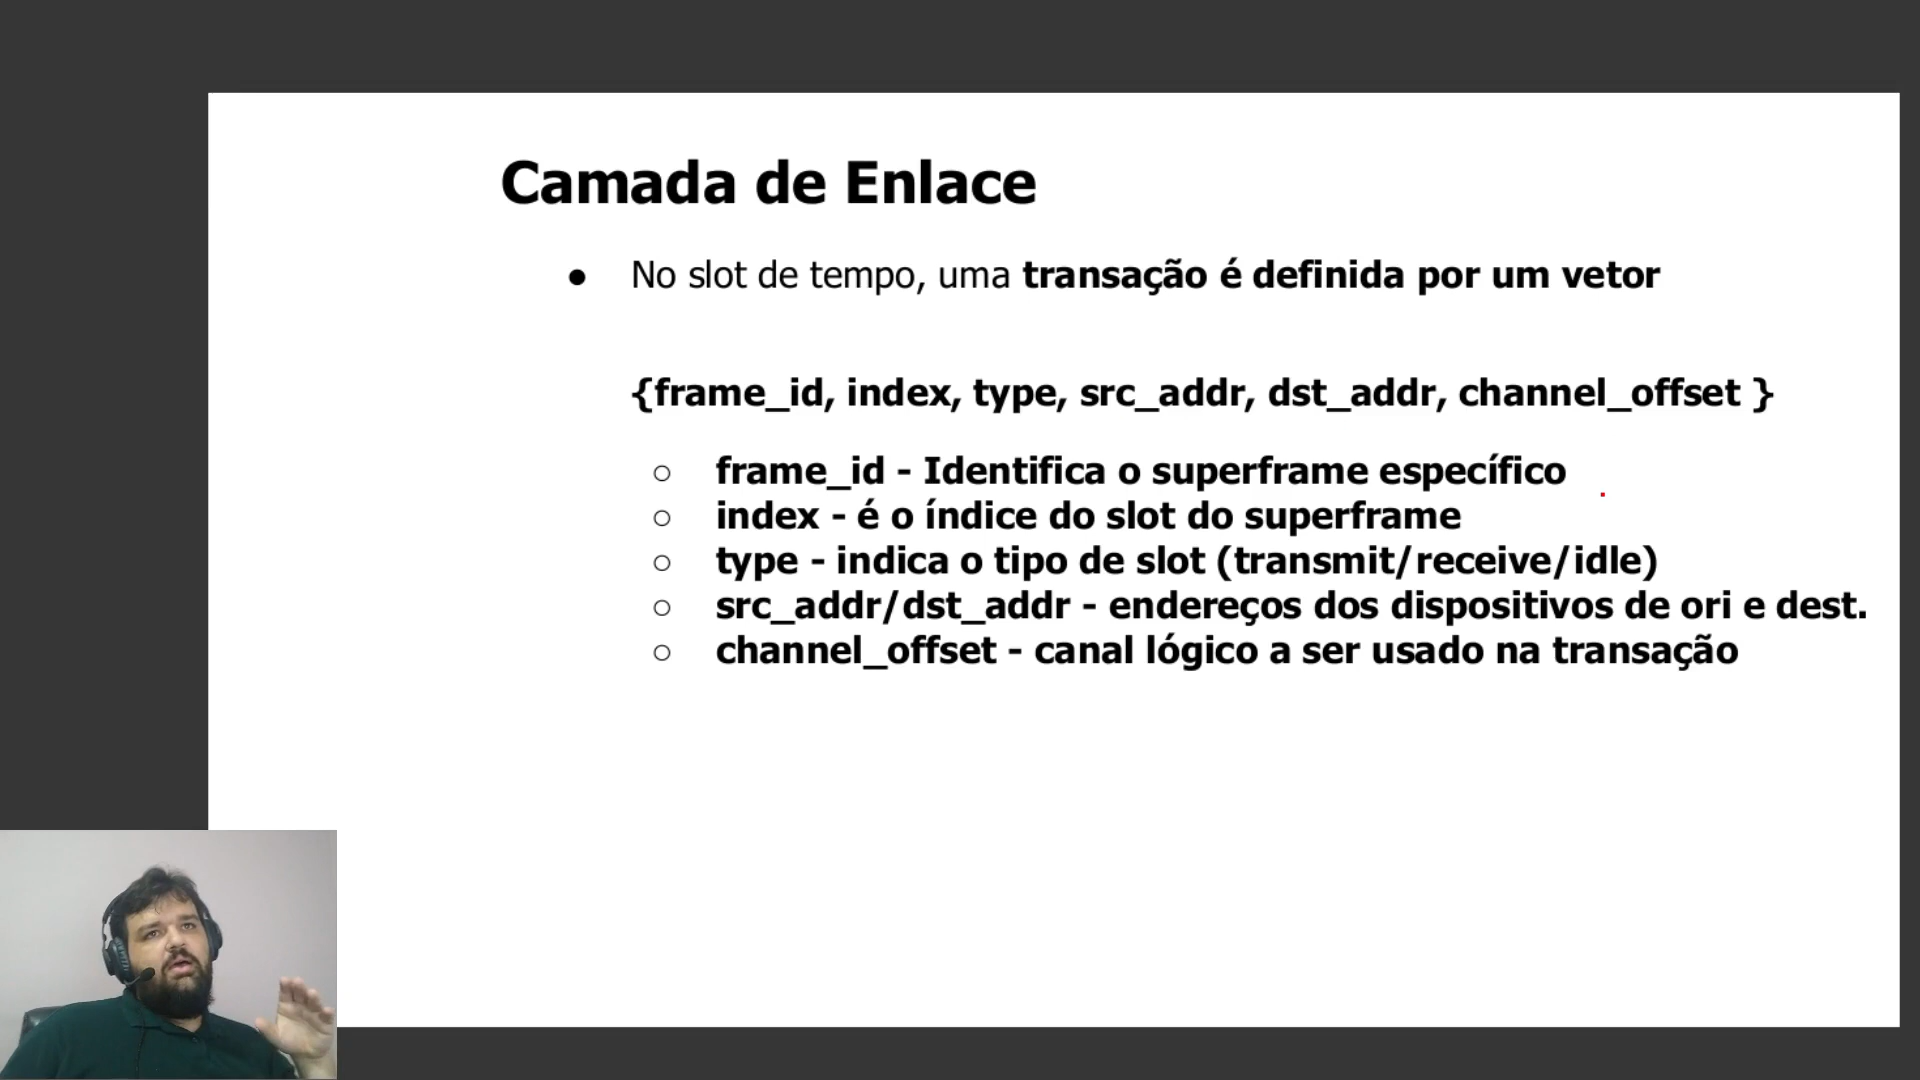 Camada de Enlace
● No slot de tempo, uma transação é definida por um vetor
{frame_id, index, type, src_addr, dst_addr, channel_offset }
○ frame_id - Identifica o superframe específico
○ index - é o índice do slot do superframe
○ type - indica o tipo de slot (transmit/receive/idle)
○ src_addr/dst_addr - endereços dos dispositivos de ori e dest.
○ channel_offset - canal lógico a ser usado na transação